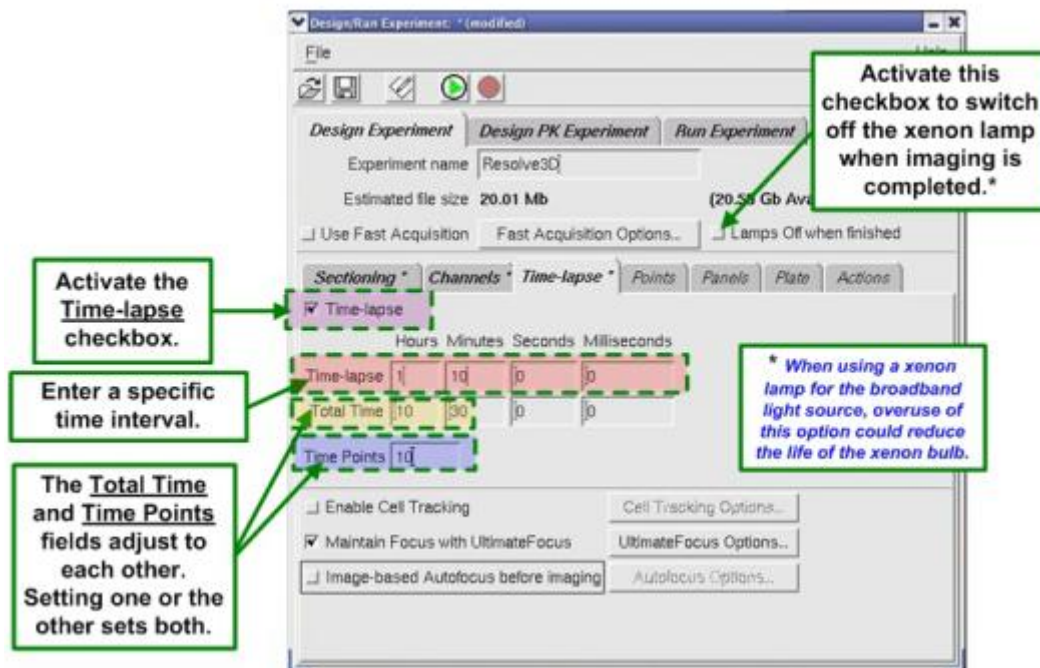 Design/Run Experiment: * (modified)
File
Activate this
checkbox to switch
off the xenon lamp
when imaging is
completed.*
Design Experiment Design PK Experiment Run Experiment
Experiment name Resolve3D
Estimated file size 20.01 Mb
Use Fast Acquisition Fast Acquisition Options... Lamps Off when finished
Sectioning * Channels * Time-lapse * Points Panels Plate Actions
Activate the
Time-lapse
checkbox.
Time-lapse
Hours Minutes Seconds Milliseconds
Enter a specific
time interval.
Time-lapse 1 10 0 0
Total Time 10 30 0 0
Time Points 10
* When using a xenon
lamp for the broadband
light source, overuse of
this option could reduce
the life of the xenon bulb.
The Total Time
and Time Points
fields adjust to
each other.
Setting one or the
other sets both.
Enable Cell Tracking Cell Tracking Options...
Maintain Focus with UltimateFocus UltimateFocus Options...
Image-based Autofocus before imaging Autofocus Options...